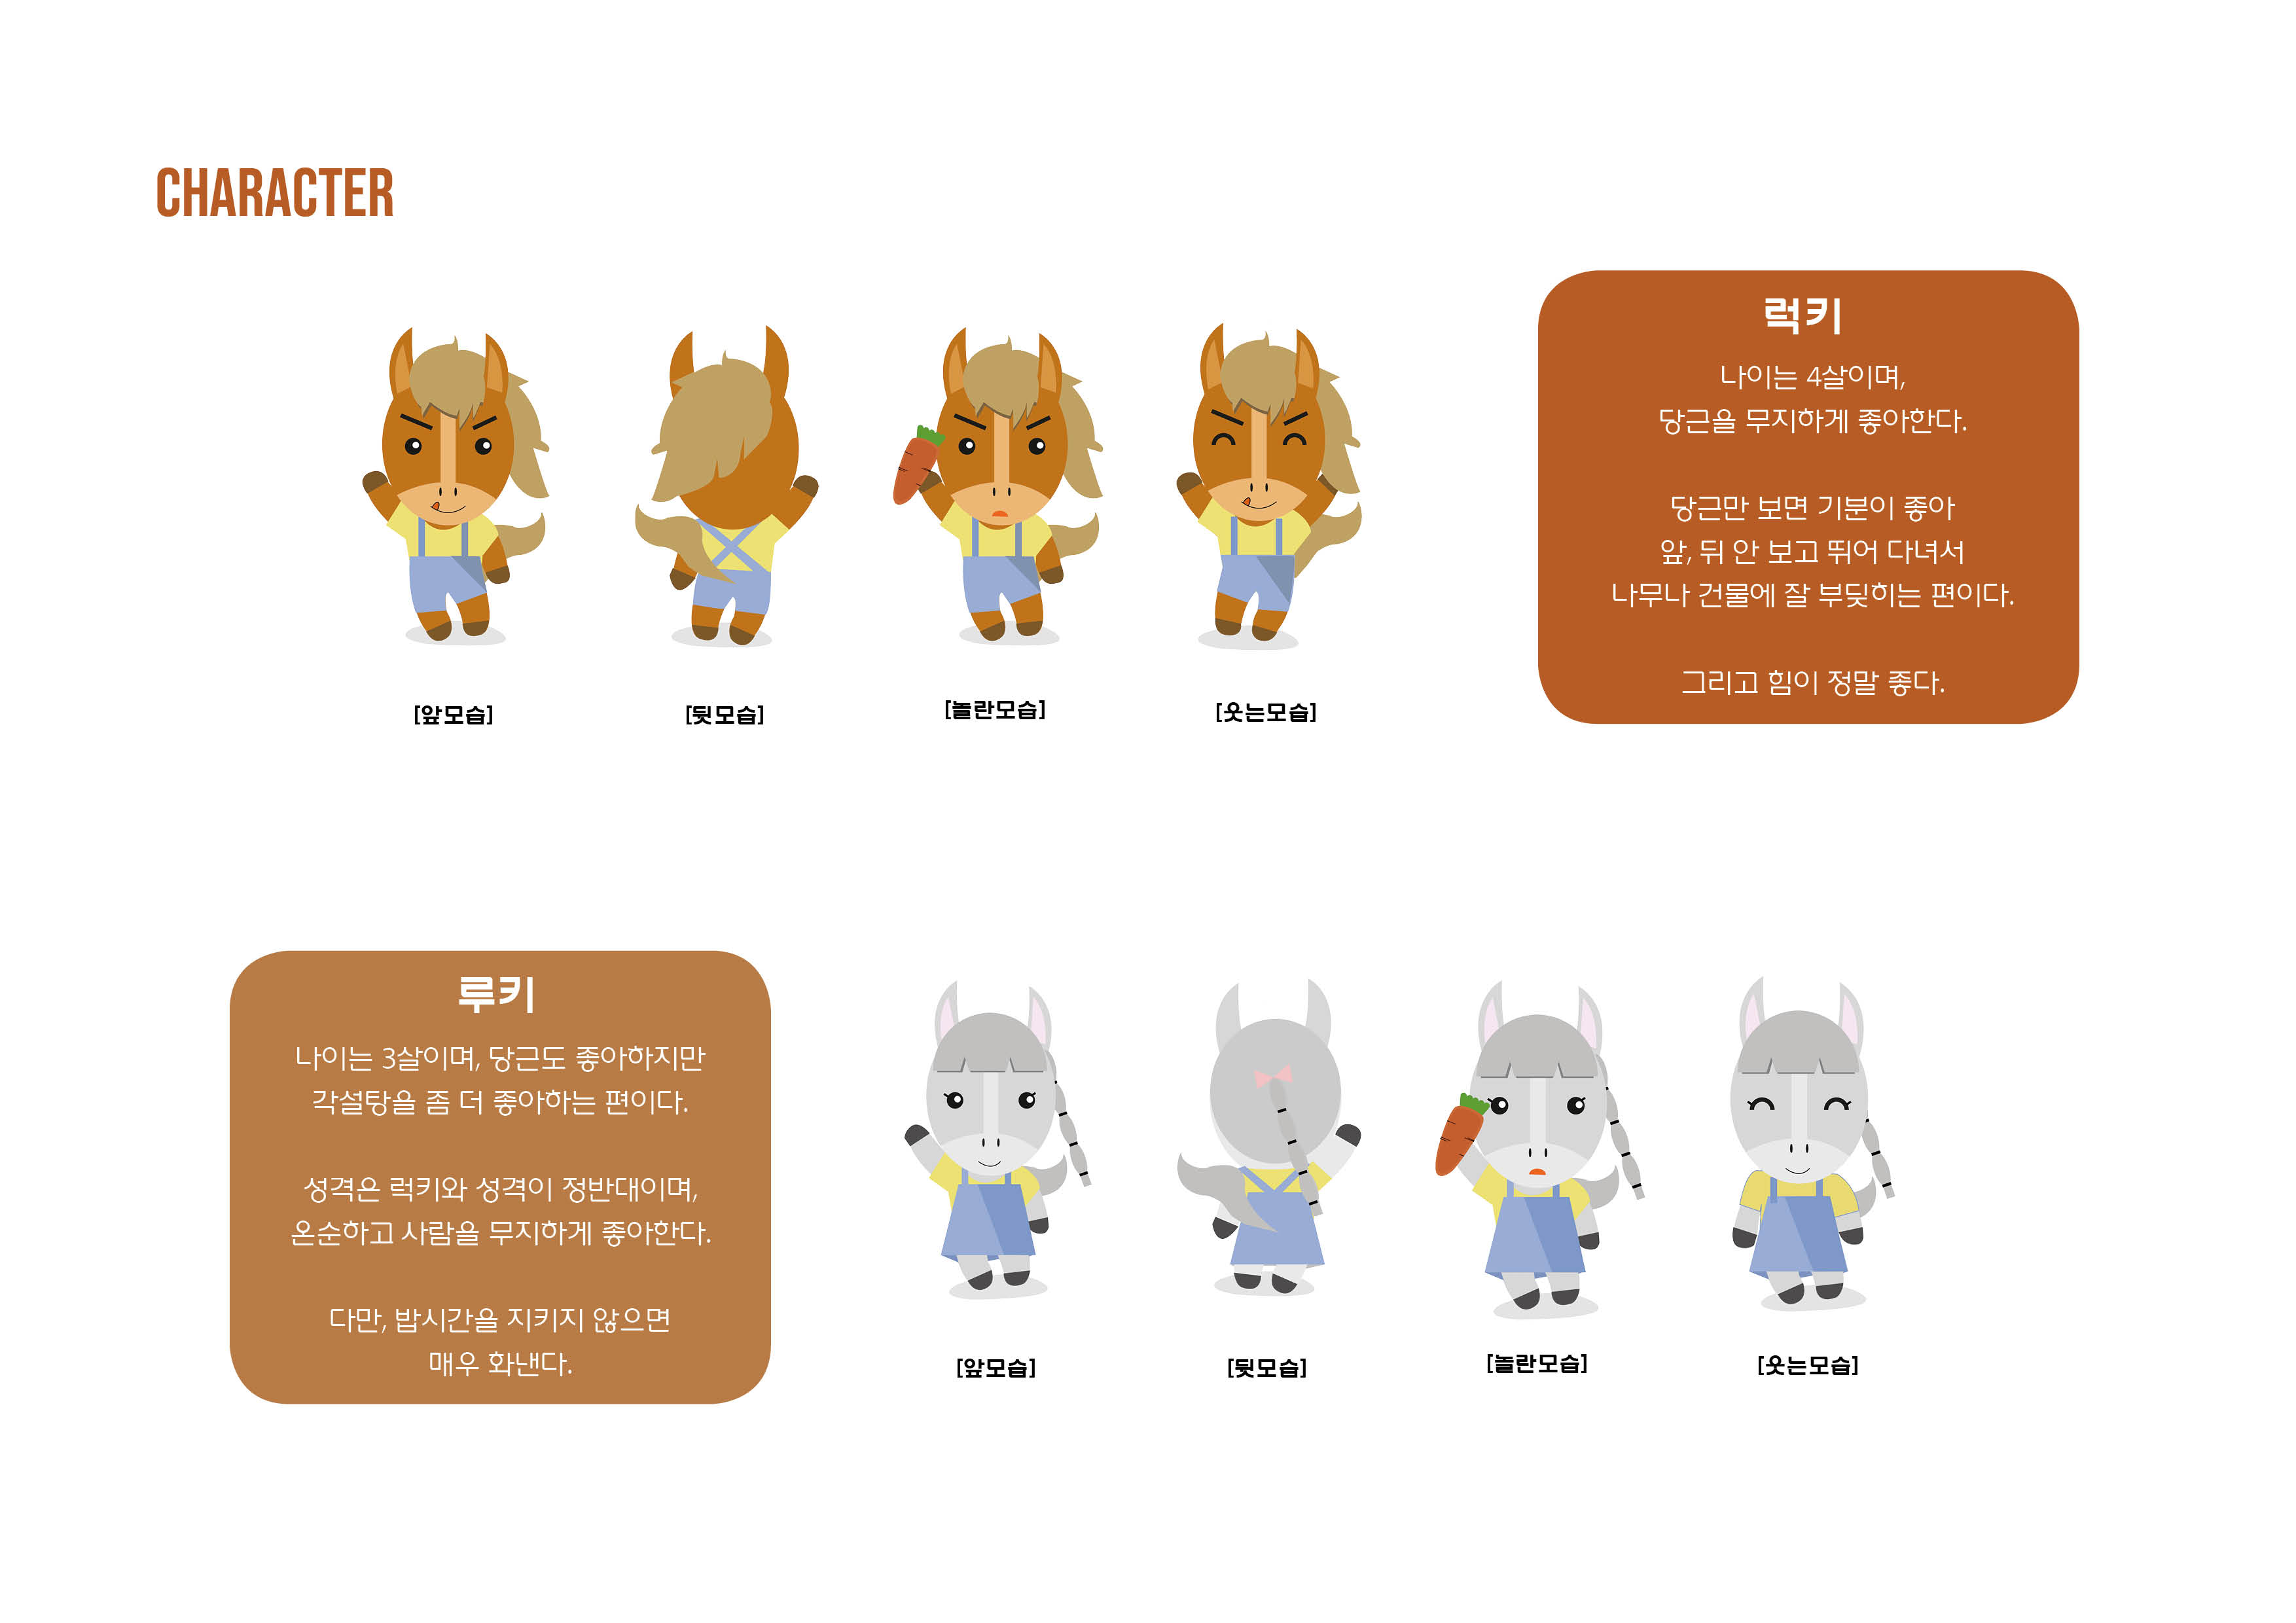 CHARACTER
럭키
나이는 4살이며,
당근을 무지하게 좋아한다.
당근만 보면 기분이 좋아
앞, 뒤 안 보고 뛰어 다녀서
나무나 건물에 잘 부딪히는 편이다.
그리고 힘이 정말 좋다.
[앞모습]
[뒷모습]
[놀란모습]
[웃는모습]
루키
나이는 3살이며, 당근도 좋아하지만
각설탕을 좀 더 좋아하는 편이다.
성격은 럭키와 성격이 정반대이며,
온순하고 사람을 무지하게 좋아한다.
다만, 밥시간을 지키지 않으면
매우 화낸다.
[앞모습]
[뒷모습]
[놀란모습]
[웃는모습]